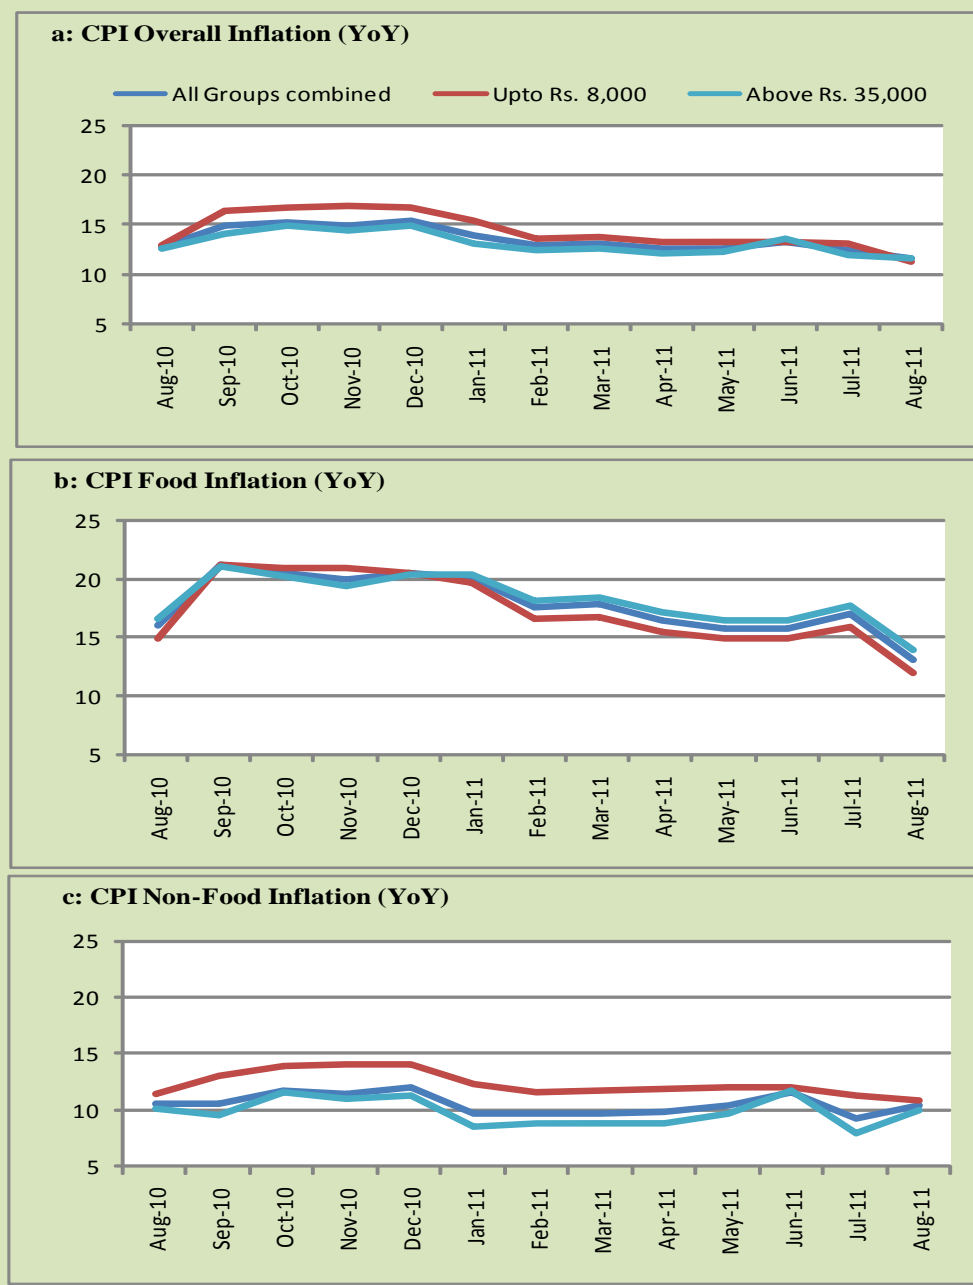 a: CPI Overall Inflation (YoY)
All Groups combined Upto Rs. 8,000 Above Rs. 35,000
25
20
15
10
5
Aug-10 Sep-10 Oct-10 Nov-10 Dec-10 Jan-11 Feb-11 Mar-11 Apr-11 May-11 Jun-11 Jul-11 Aug-11
b: CPI Food Inflation (YoY)
25
20
15
10
5
Aug-10 Sep-10 Oct-10 Nov-10 Dec-10 Jan-11 Feb-11 Mar-11 Apr-11 May-11 Jun-11 Jul-11 Aug-11
c: CPI Non-Food Inflation (YoY)
25
20
15
10
5
Aug-10 Sep-10 Oct-10 Nov-10 Dec-10 Jan-11 Feb-11 Mar-11 Apr-11 May-11 Jun-11 Jul-11 Aug-11